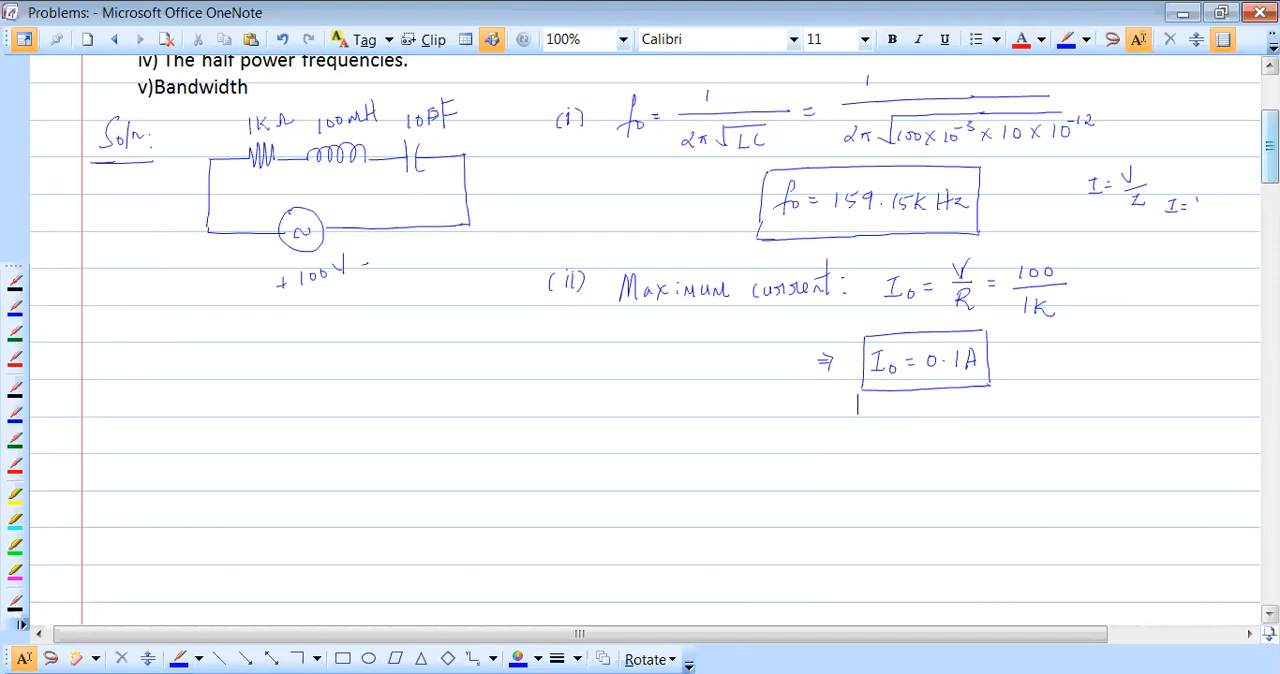 Problems: - Microsoft Office OneNote
Tag Clip 100% Calibri 11 B I U A
iv) The half power frequencies.
v)Bandwidth
Soln:
1KΩ 100mH 10PF
+ 100V -
(i) f₀ = 1 / 2π√LC = 1 / 2π√100×10⁻³×10×10⁻¹²
f₀ = 159.15K Hz
I = V/Z I =
(ii) Maximum current: I₀ = V/R = 100/1K
⇒ I₀ = 0.1A
Rotate